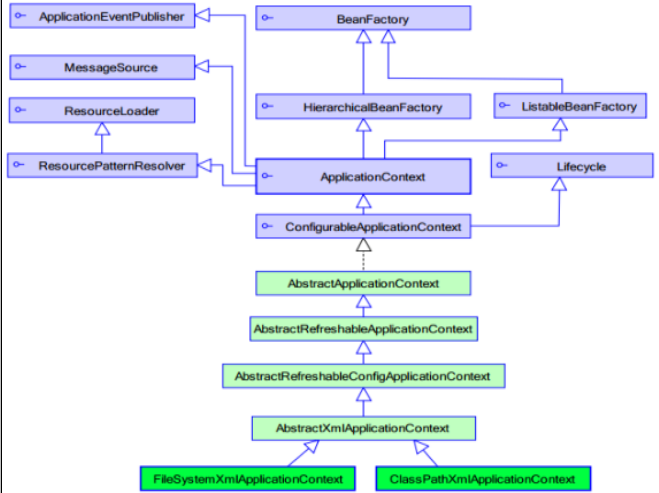 ApplicationEventPublisher
BeanFactory
MessageSource
ResourceLoader
HierarchicalBeanFactory
ListableBeanFactory
ResourcePatternResolver
ApplicationContext
Lifecycle
ConfigurableApplicationContext
AbstractApplicationContext
AbstractRefreshableApplicationContext
AbstractRefreshableConfigApplicationContext
AbstractXmlApplicationContext
FileSystemXmlApplicationContext
ClassPathXmlApplicationContext